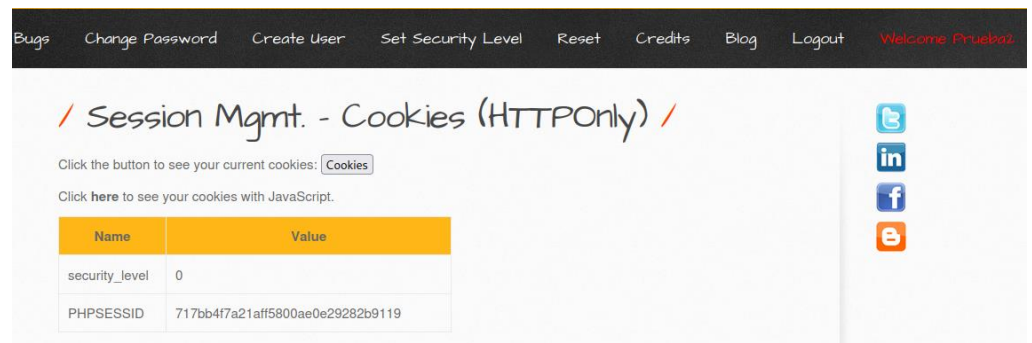 Bugs Change Password Create User Set Security Level Reset Credits Blog Logout Welcome Prueba2
/ Session Mgmt. - Cookies (HTTPOnly) /
Click the button to see your current cookies: Cookies
Click here to see your cookies with JavaScript.
Name Value
security_level 0
PHPSESSID 717bb4f7a21aff5800ae0e29282b9119